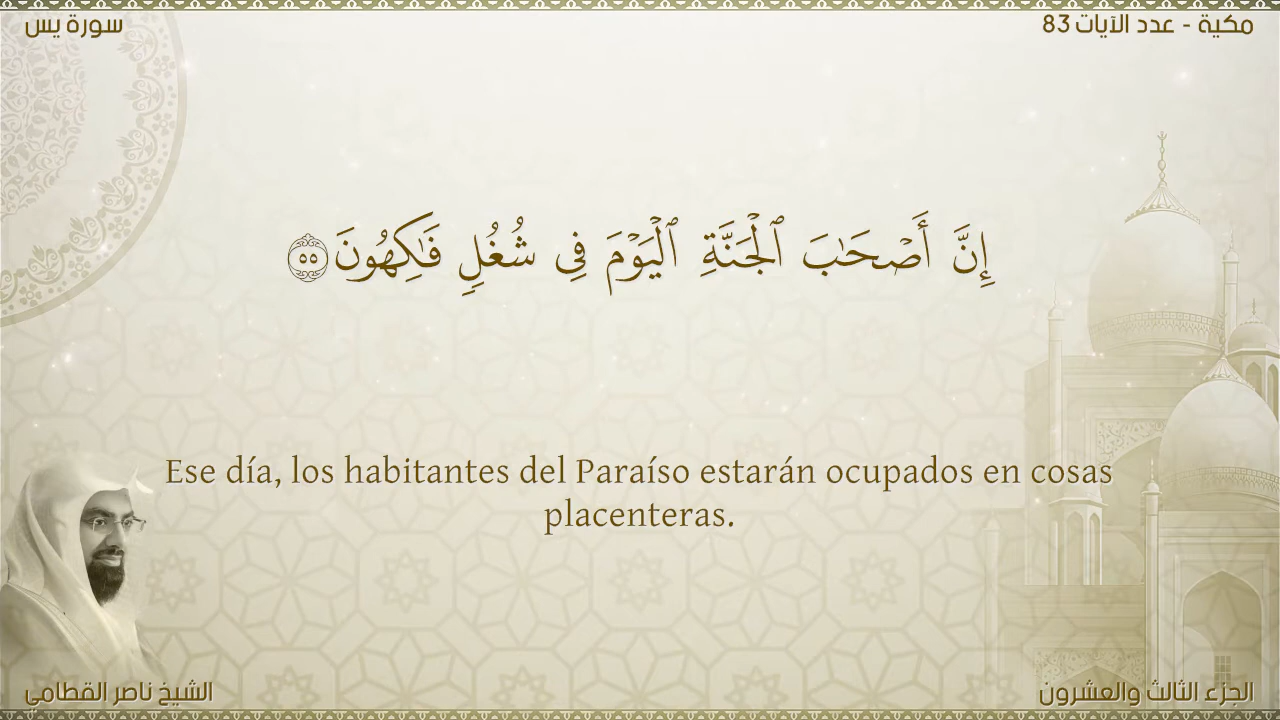 سورة يس
مكية - عدد الآيات 83
إِنَّ أَصْحَٰبَ ٱلْجَنَّةِ ٱلْيَوْمَ فِى شُغُلٍ فَٰكِهُونَ ٥٥
Ese día, los habitantes del Paraíso estarán ocupados en cosas
placenteras.
الشيخ ناصر القطامي
الجزء الثالث والعشرون